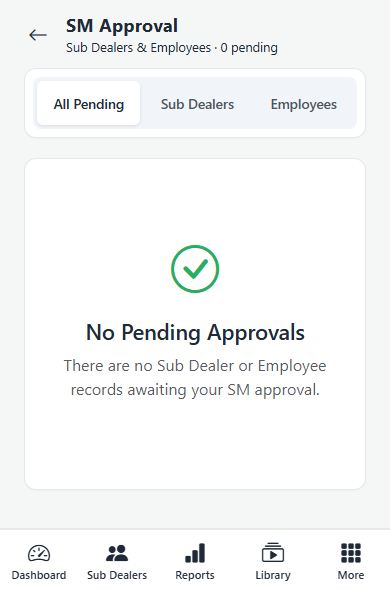 SM Approval
Sub Dealers & Employees · 0 pending
All Pending
Sub Dealers
Employees
No Pending Approvals
There are no Sub Dealer or Employee
records awaiting your SM approval.
Dashboard
Sub Dealers
Reports
Library
More